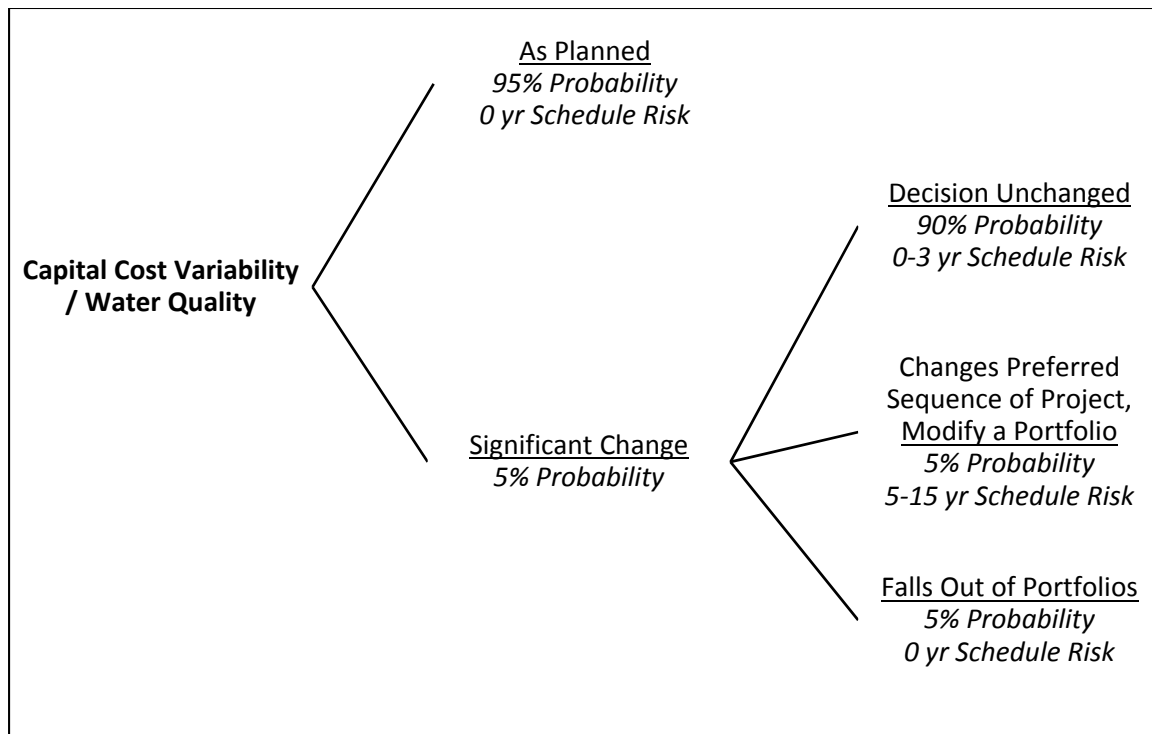 As Planned
95% Probability
0 yr Schedule Risk
Capital Cost Variability
/ Water Quality
Significant Change
5% Probability
Decision Unchanged
90% Probability
0-3 yr Schedule Risk
Changes Preferred
Sequence of Project,
Modify a Portfolio
5% Probability
5-15 yr Schedule Risk
Falls Out of Portfolios
5% Probability
0 yr Schedule Risk